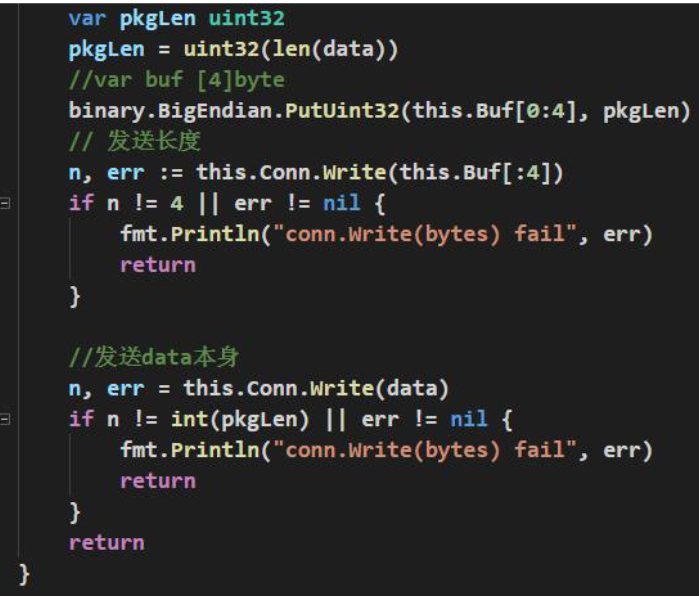 var pkgLen uint32
pkgLen = uint32(len(data))
//var buf [4]byte
binary.BigEndian.PutUint32(this.Buf[0:4], pkgLen)
// 发送长度
n, err := this.Conn.Write(this.Buf[:4])
if n != 4 || err != nil {
fmt.Println("conn.Write(bytes) fail", err)
return
}
//发送data本身
n, err = this.Conn.Write(data)
if n != int(pkgLen) || err != nil {
fmt.Println("conn.Write(bytes) fail", err)
return
}
return
}